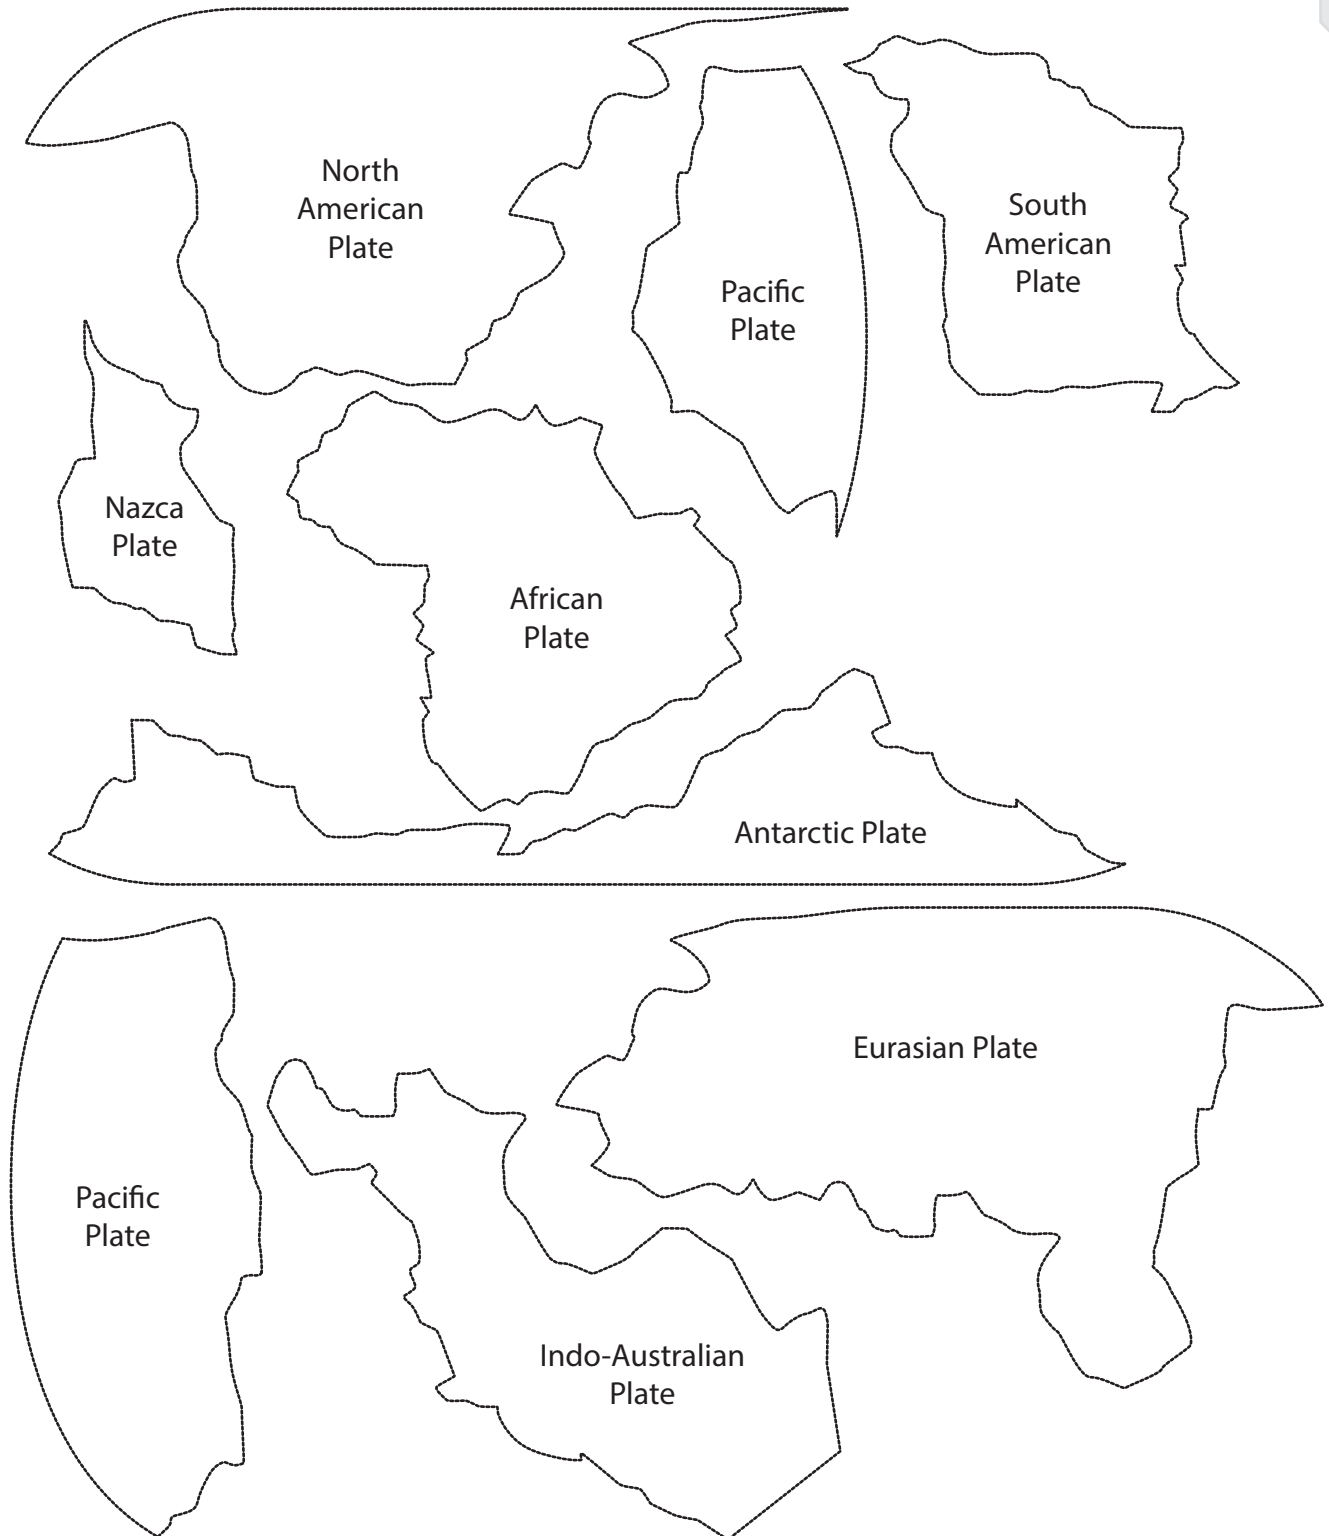 North
American
Plate
South
American
Plate
Pacific
Plate
Nazca
Plate
African
Plate
Antarctic Plate
Eurasian Plate
Pacific
Plate
Indo-Australian
Plate